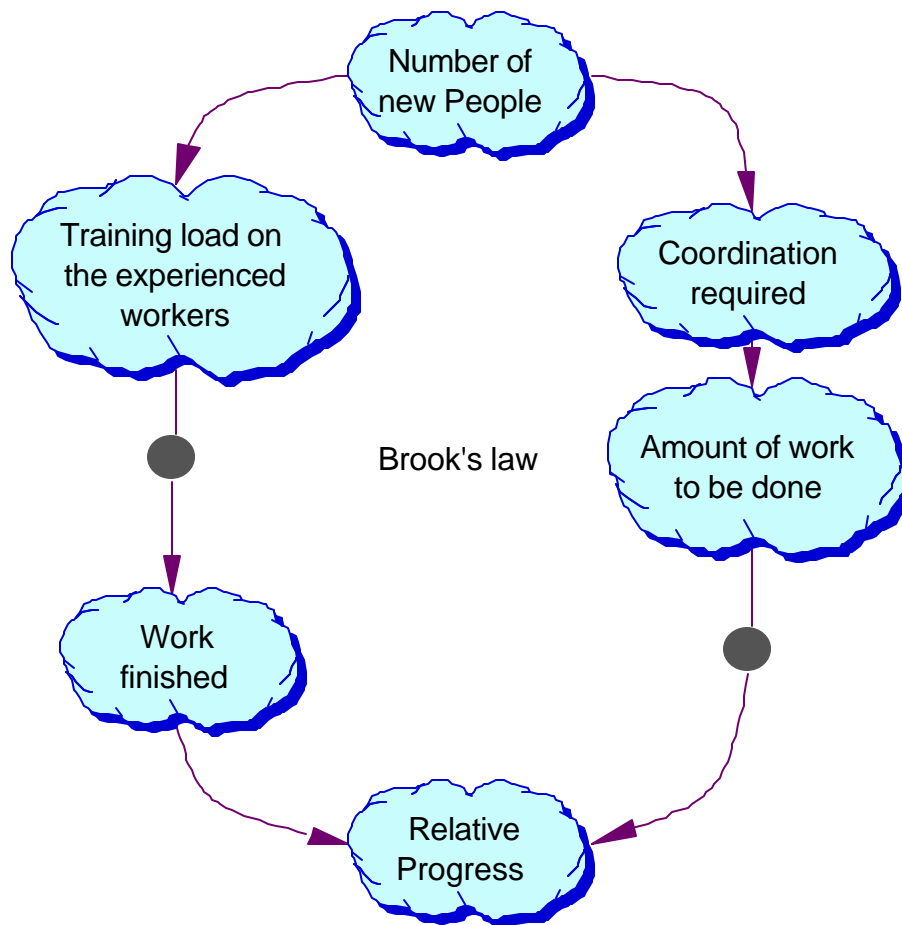 Number of
new People
Training load on
the experienced
workers
Coordination
required
Brook's law
Amount of work
to be done
Work
finished
Relative
Progress